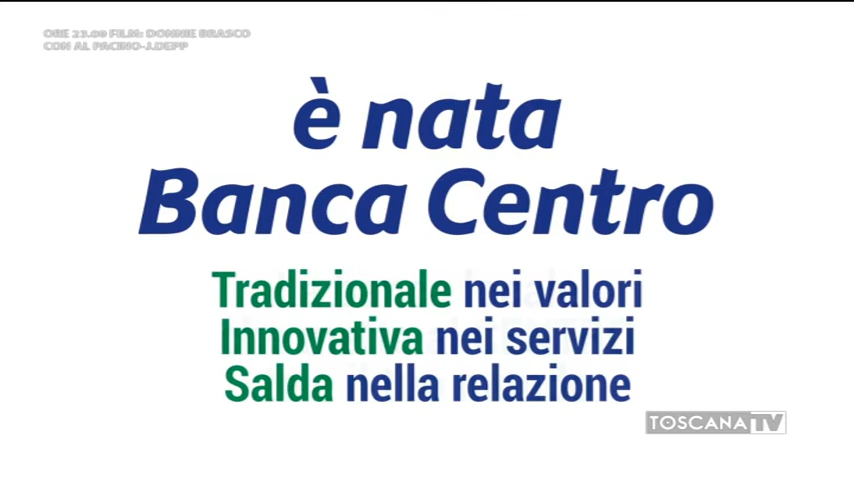 ORE 23.00 FILM: DONNIE BRASCO
CON AL PACINO-J.DEPP
è nata
Banca Centro
Tradizionale nei valori
Innovativa nei servizi
Salda nella relazione
TOSCANA TV